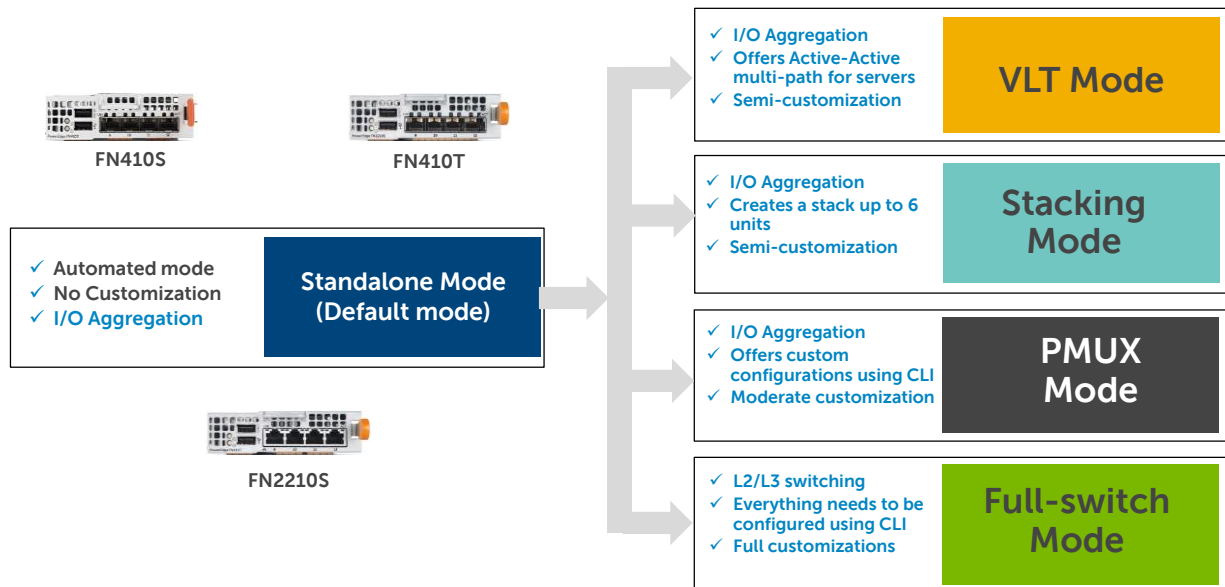 FN410S
FN410T
✓ Automated mode
✓ No Customization
✓ I/O Aggregation
Standalone Mode
(Default mode)
FN2210S
✓ I/O Aggregation
✓ Offers Active-Active
multi-path for servers
✓ Semi-customization
VLT Mode
✓ I/O Aggregation
✓ Creates a stack up to 6
units
✓ Semi-customization
Stacking
Mode
✓ I/O Aggregation
✓ Offers custom
configurations using CLI
✓ Moderate customization
PMUX
Mode
✓ L2/L3 switching
✓ Everything needs to be
configured using CLI
✓ Full customizations
Full-switch
Mode